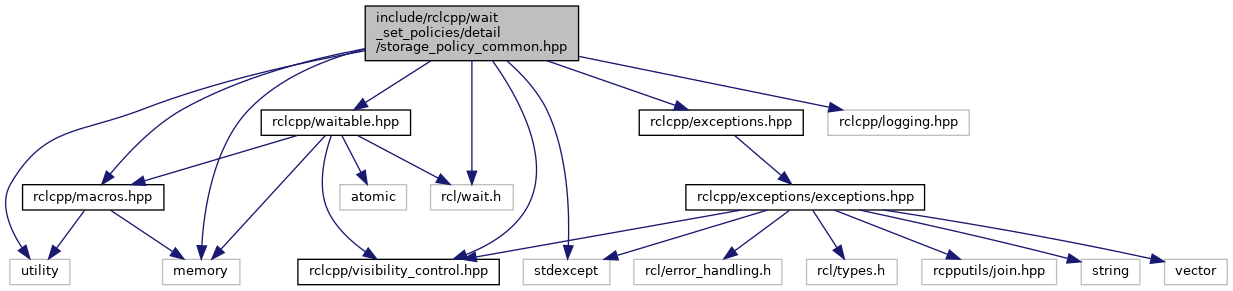 include/rclcpp/wait
_set_policies/detail
/storage_policy_common.hpp
rclcpp/waitable.hpp
rclcpp/exceptions.hpp
rclcpp/logging.hpp
rclcpp/macros.hpp
atomic
rcl/wait.h
rclcpp/exceptions/exceptions.hpp
utility
memory
rclcpp/visibility_control.hpp
stdexcept
rcl/error_handling.h
rcl/types.h
rcpputils/join.hpp
string
vector